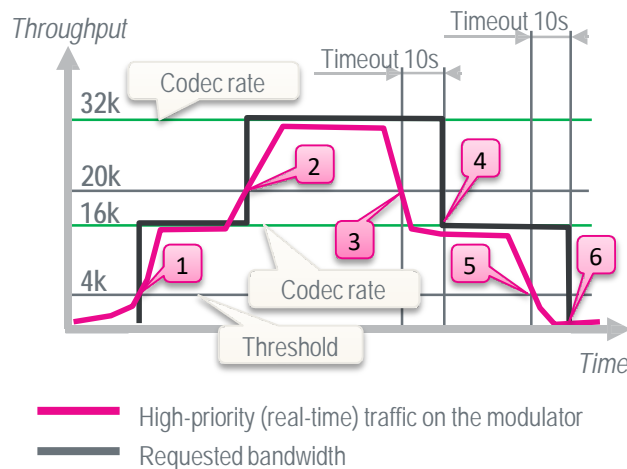 Throughput
Timeout 10s
Timeout 10s
Codec rate
32k
2
4
20k
16k
3
1
5
6
Codec rate
4k
Threshold
Time
High-priority (real-time) traffic on the modulator
Requested bandwidth